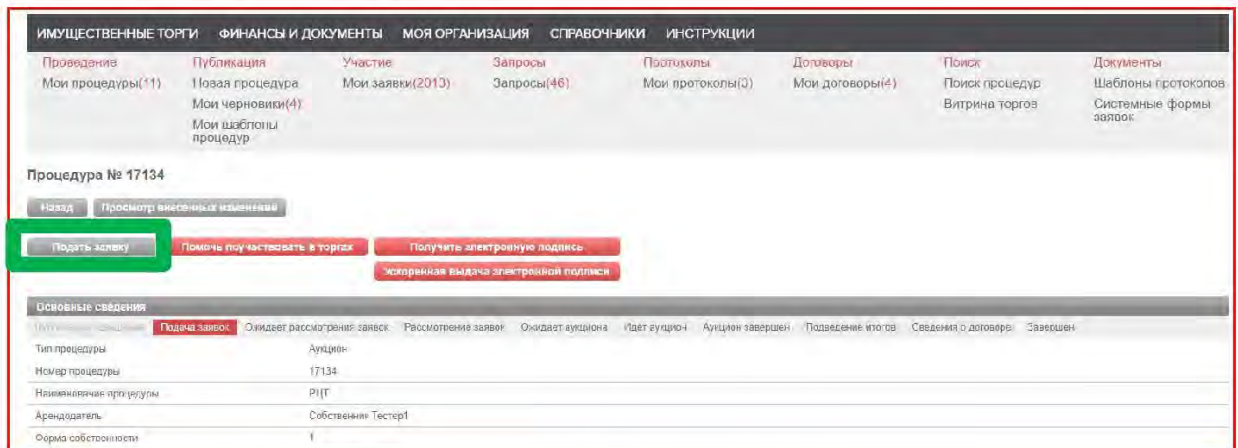 ИМУЩЕСТВЕННЫЕ ТОРГИ ФИНАНСЫ И ДОКУМЕНТЫ МОЯ ОРГАНИЗАЦИЯ СПРАВОЧНИКИ ИНСТРУКЦИИ
Проведение Публикация Участие Запросы Протоколы Договоры Поиск Документы
Мои процедуры(11) Новая процедура Мои заявки(2013) Запросы(46) Мои протоколы(3) Мои договоры(4) Поиск процедур Шаблоны протоколов
Мои черновики(4) Витрина торгов Системные формы заявок
Мои шаблоны процедур
Процедура № 17134
Назад Просмотр внесенных изменений
Подать заявку Помочь поучаствовать в торгах Получить электронную подпись
Ускоренная выдача электронной подписи
Основные сведения
Подача заявок Ожидает рассмотрения заявок Рассмотрение заявок Ожидает аукциона Идет аукцион Аукцион завершен Подведение итогов Сведения о договоре Завершен
Тип процедуры Аукцион
Номер процедуры 17134
Наименование процедуры РЦТ
Арендодатель Собственник Тестер1
Форма собственности 1